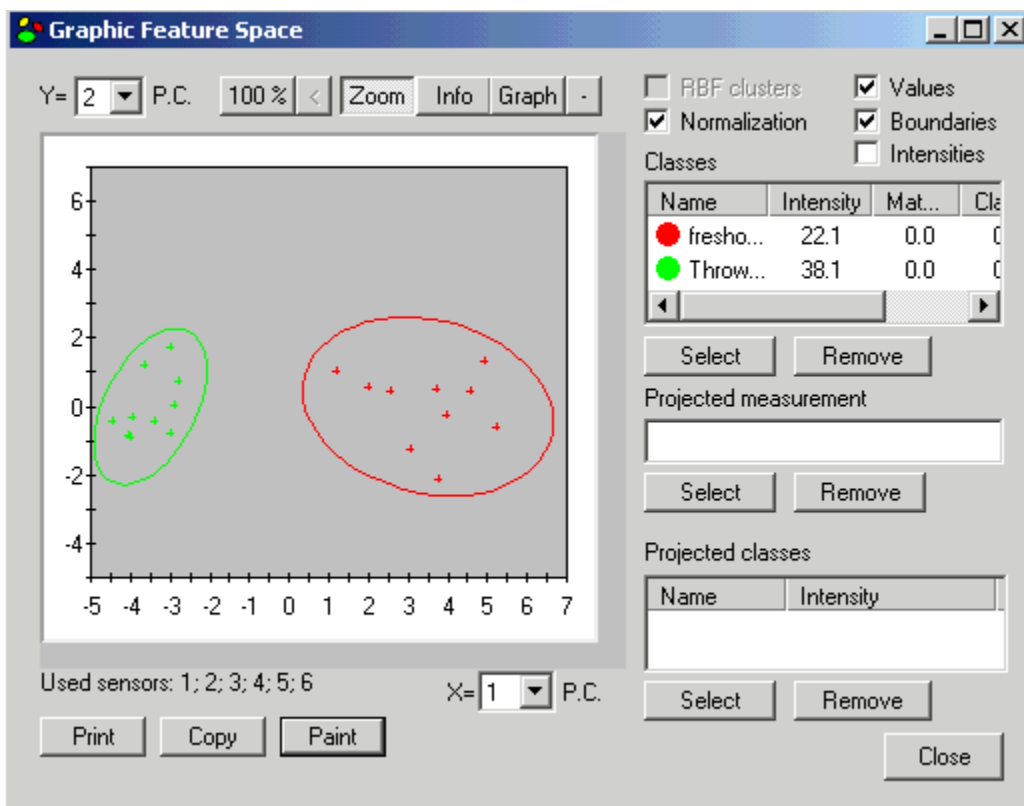 Graphic Feature Space
Y= 2 P.C. 100 % < Zoom Info Graph -
RBF clusters Values
Normalization Boundaries
Intensities
Classes
Name Intensity Mat... Cla
fresho... 22.1 0.0
Throw... 38.1 0.0
Select Remove
Projected measurement
Select Remove
Projected classes
Name Intensity
Select Remove
Close
6
4
2
0
-2
-4
-5 -4 -3 -2 -1 0 1 2 3 4 5 6 7
Used sensors: 1; 2; 3; 4; 5; 6
X= 1 P.C.
Print Copy Paint